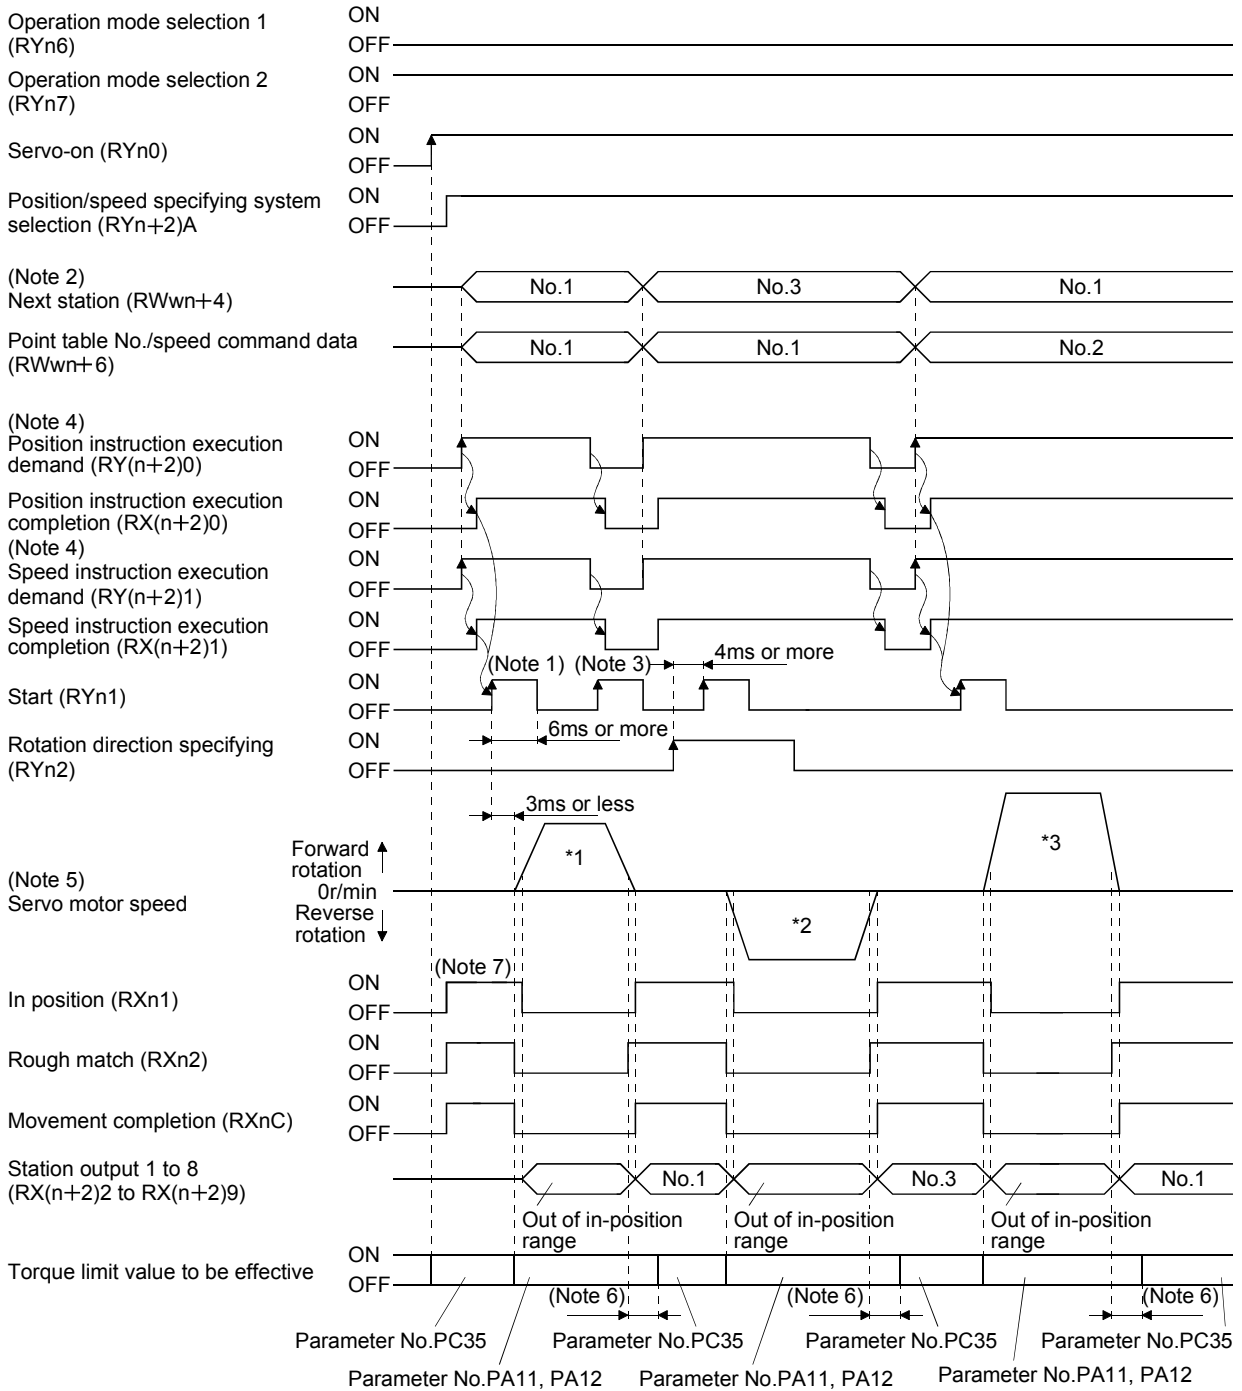 Operation mode selection 1
(RYn6)
ON
OFF
Operation mode selection 2
(RYn7)
ON
OFF
Servo-on (RYn0)
ON
OFF
Position/speed specifying system
selection (RYn+2)A
ON
OFF
(Note 2)
Next station (RWwn+4)
No.1
No.3
No.1
Point table No./speed command data
(RWwn+6)
No.1
No.1
No.2
(Note 4)
Position instruction execution
demand (RY(n+2)0)
ON
OFF
Position instruction execution
completion (RX(n+2)0)
ON
OFF
(Note 4)
Speed instruction execution
demand (RY(n+2)1)
ON
OFF
Speed instruction execution
completion (RX(n+2)1)
ON
OFF
(Note 1)
(Note 3)
4ms or more
Start (RYn1)
ON
OFF
6ms or more
Rotation direction specifying
(RYn2)
ON
OFF
3ms or less
(Note 5)
Servo motor speed
Forward
rotation
0r/min
Reverse
rotation
*1
*2
*3
(Note 7)
In position (RXn1)
ON
OFF
Rough match (RXn2)
ON
OFF
Movement completion (RXnC)
ON
OFF
Station output 1 to 8
(RX(n+2)2 to RX(n+2)9)
No.1
No.3
No.1
Out of in-position
range
Out of in-position
range
Out of in-position
range
Torque limit value to be effective
ON
OFF
(Note 6)
(Note 6)
(Note 6)
Parameter No.PC35
Parameter No.PC35
Parameter No.PC35
Parameter No.PC35
Parameter No.PA11, PA12
Parameter No.PA11, PA12
Parameter No.PA11, PA12